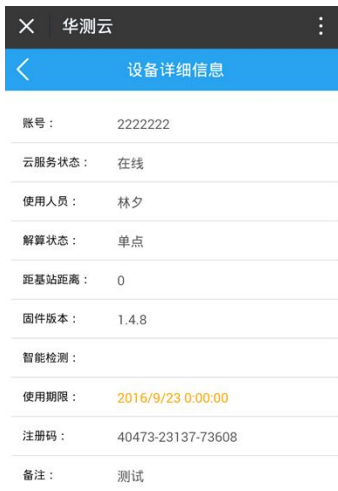 华测云
设备详细信息
账号： 2222222
云服务状态： 在线
使用人员： 林夕
解算状态： 单点
距基站距离： 0
固件版本： 1.4.8
智能检测：
使用期限： 2016/9/23 0:00:00
注册码： 40473-23137-73608
备注： 测试